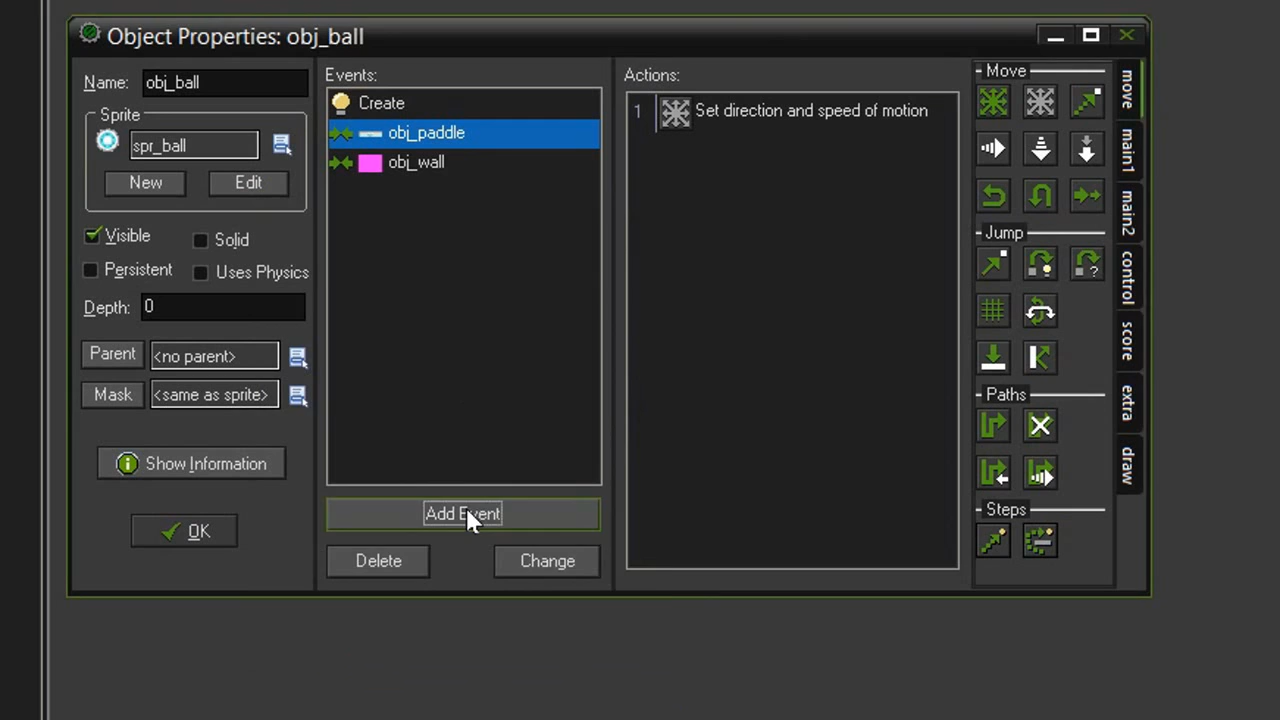 Object Properties: obj_ball
Name: obj_ball
Sprite
spr_ball
New Edit
Visible Solid
Persistent Uses Physics
Depth: 0
Parent <no parent>
Mask <same as sprite>
Show Information
OK
Events:
Create
obj_paddle
obj_wall
Add Event
Delete Change
Actions:
1 Set direction and speed of motion
Move
Jump
?
Paths
Steps
move
main1
main2
control
score
extra
draw